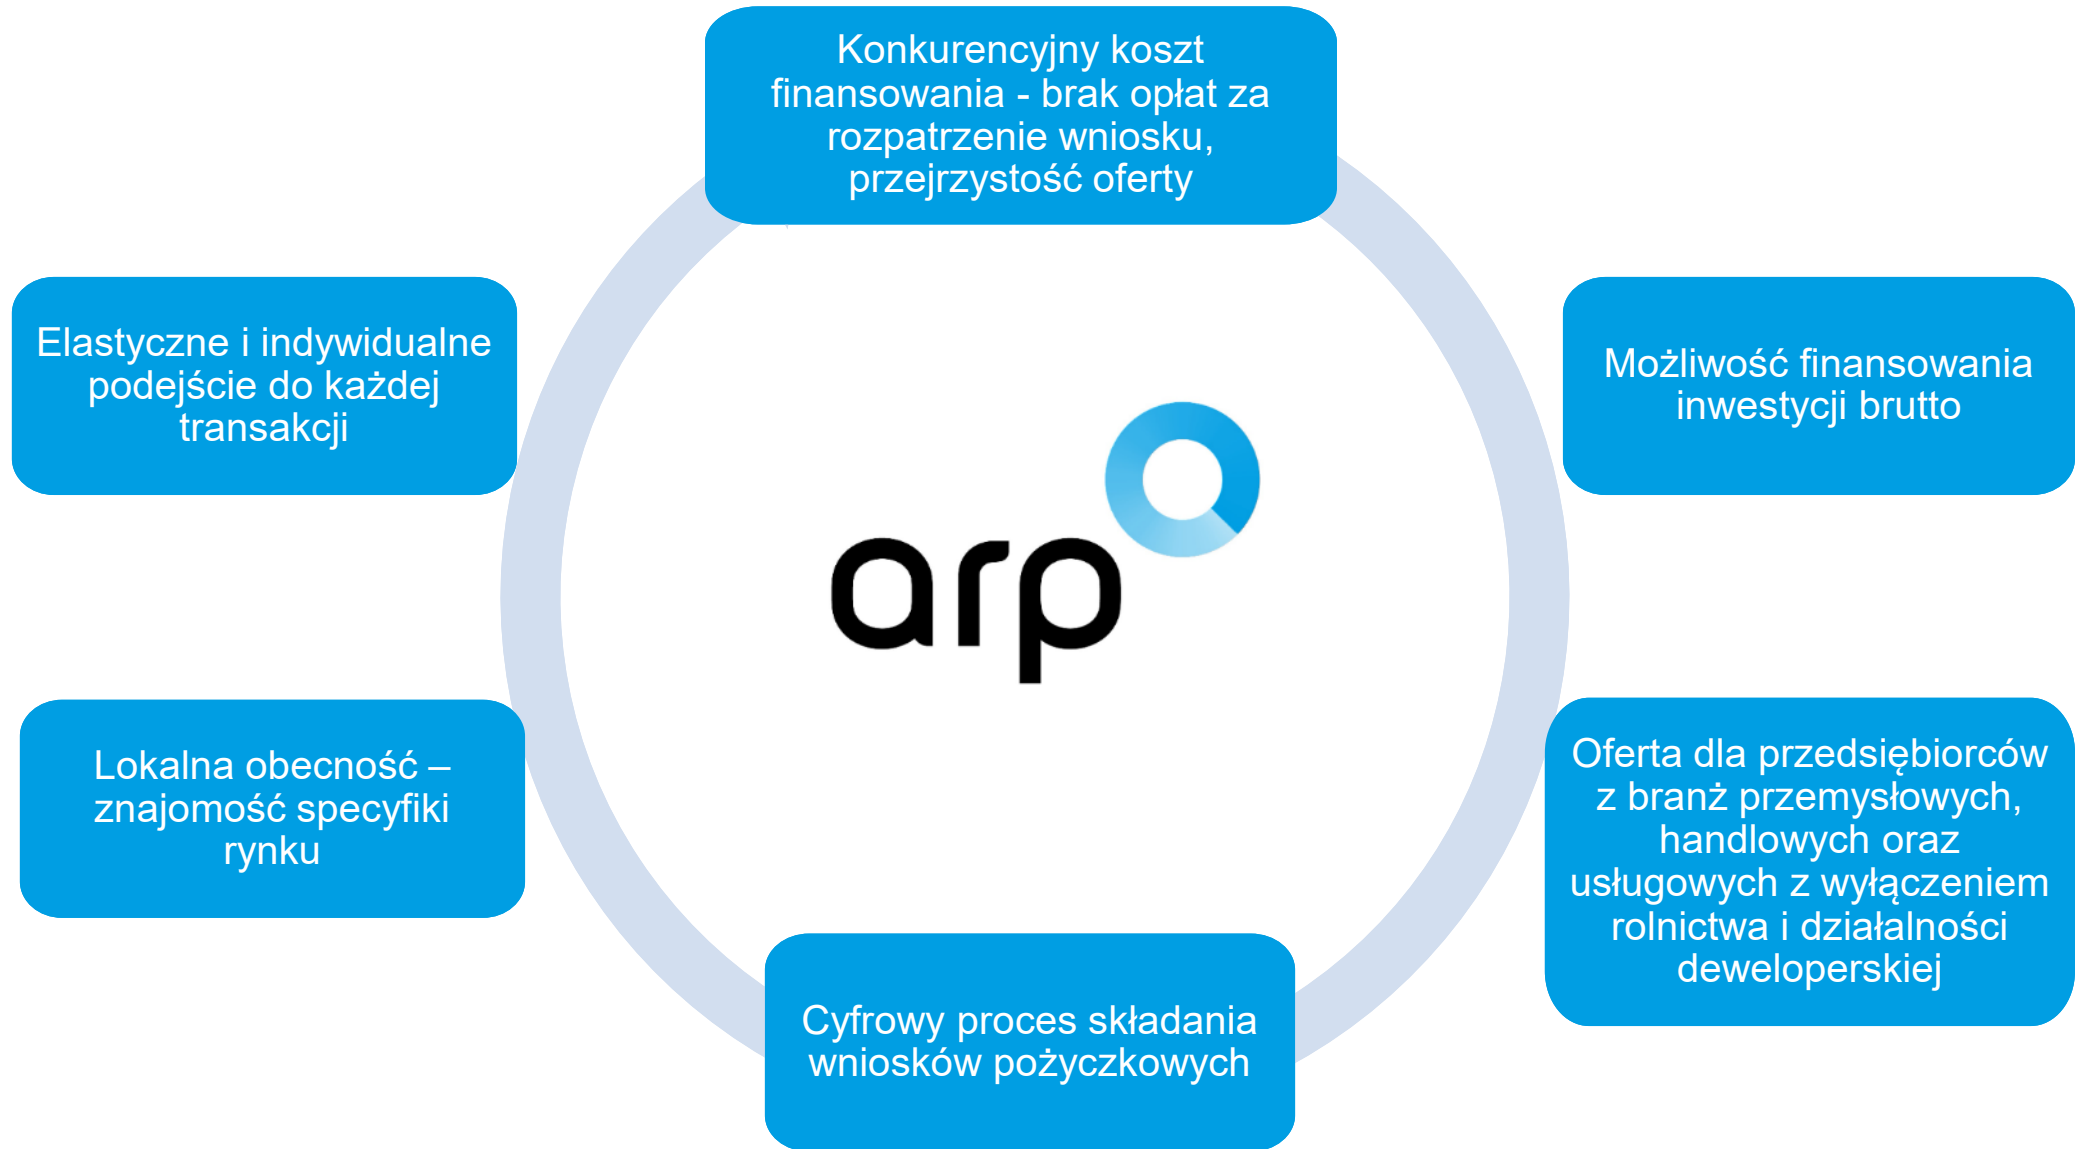 Konkurencyjny koszt
finansowania - brak opłat za
rozpatrzenie wniosku,
przejrzystość oferty
Elastyczne i indywidualne
podejście do każdej
transakcji
Możliwość finansowania
inwestycji brutto
arp
Lokalna obecność –
znajomość specyfiki
rynku
Oferta dla przedsiębiorców
z branż przemysłowych,
handlowych oraz
usługowych z wyłączeniem
rolnictwa i działalności
deweloperskiej
Cyfrowy proces składania
wniosków pożyczkowych